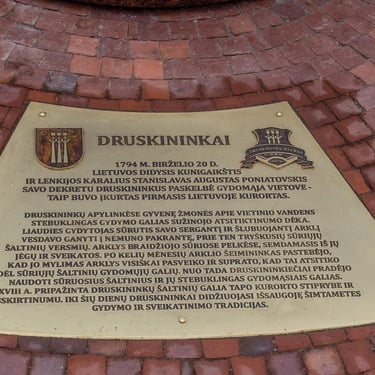 DRUSKININKAI
1794 M. BIRŽELIO 20 D.
LIETUVOS DIDYSIS KUNIGAIKŠTIS
IR LENKIJOS KARALIUS STANISLAVAS AUGUSTAS PONIATOVSKIS
SAVO DEKRETU DRUSKININKUS PASKELBĖ GYDOMĄJA VIETOVE -
TAIP BUVO ĮKURTAS PIRMASIS LIETUVOJE KURORTAS.
DRUSKININKŲ APYLINKĖSE GYVENĘ ŽMONĖS APIE VIETINIO VANDENS
STEBUKLINGAS GYDYMO GALIAS SUŽINOJO ATSITIKTINUMO DĖKA.
LIAUDIES GYDYTOJAS SURŪTIS SAVO SERGANTĮ IR ŠLUBUOJANTĮ ARKLĮ
VESDAVO GANYTI Į NEMUNO PAKRANTĘ, PRIE TEN TRYŠKUSIŲ SŪRIŲJŲ
ŠALTINIŲ VERSMIŲ. ARKLYS BRAIDŽIOJO SŪRIOSE PELKĖSE, SEMDAMASIS IŠ JŲ
JĖGŲ IR SVEIKATOS. PO KELIŲ MĖNESIŲ ARKLIO ŠEIMININKAS PASTEBĖJO,
KAD JO MYLIMAS ARKLYS VISIŠKAI PASVEIKO IR SUPRATO, KAD TAI ATSITIKO
DĖL SŪRIŲJŲ ŠALTINIŲ GYDOMŲJŲ GALIŲ. NUO TADA DRUSKININKIEČIAI PRADĖJO
NAUDOTI SŪRIUOSIUS ŠALTINIUS IR JŲ STEBUKLINGAS GYDOMĄSIAS GALIAS.
XVIII A. PRIPAŽINTA DRUSKININKŲ ŠALTINIŲ GALIA TAPO KURORTO STIPRYBE IR
IŠSKIRTINUMU. IKI ŠIŲ DIENŲ DRUSKININKAI DIDŽIUOJASI IŠSAUGOJĘ ŠIMTAMETES
GYDYMO IR SVEIKATINIMO TRADICIJAS.